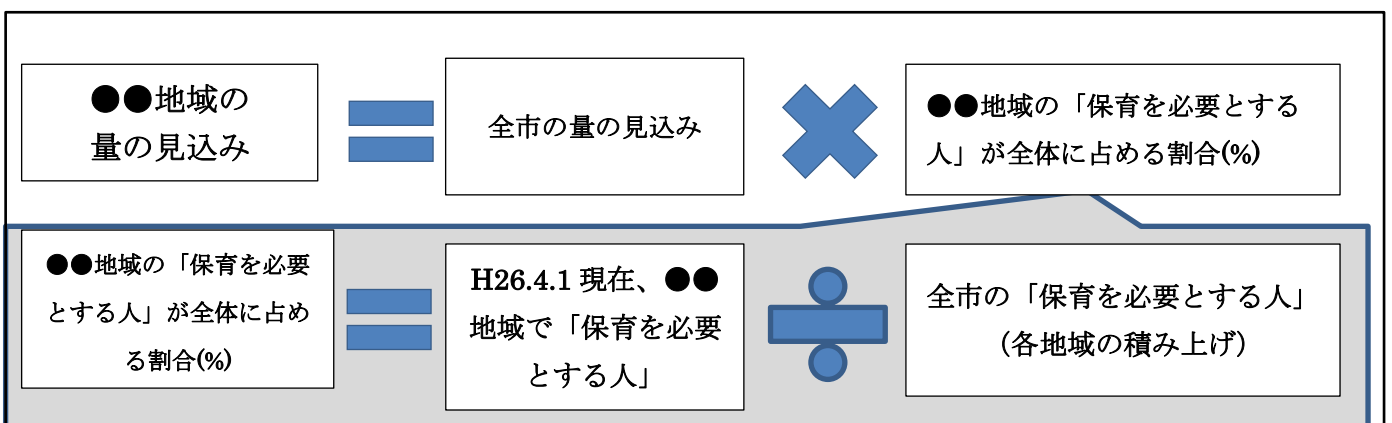 ●●地域の
量の見込み
全市の量の見込み
●●地域の「保育を必要とする
人」が全体に占める割合(%)
●●地域の「保育を必要
とする人」が全体に占め
る割合(%)
H26.4.1 現在、●●
地域で「保育を必要
とする人」
全市の「保育を必要とする人」
（各地域の積み上げ）